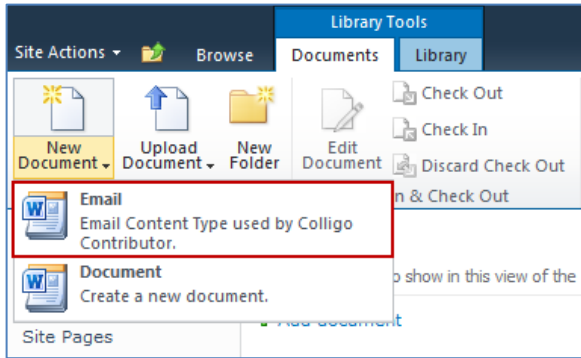 Library Tools
Site Actions
Browse
Documents
Library
New
Document
Upload
Document
New
Folder
Edit
Document
Check Out
Check In
Discard Check Out
n & Check Out
Email
Email Content Type used by Colligo
Contributor.
Document
Create a new document.
o show in this view of the
Add document
Site Pages